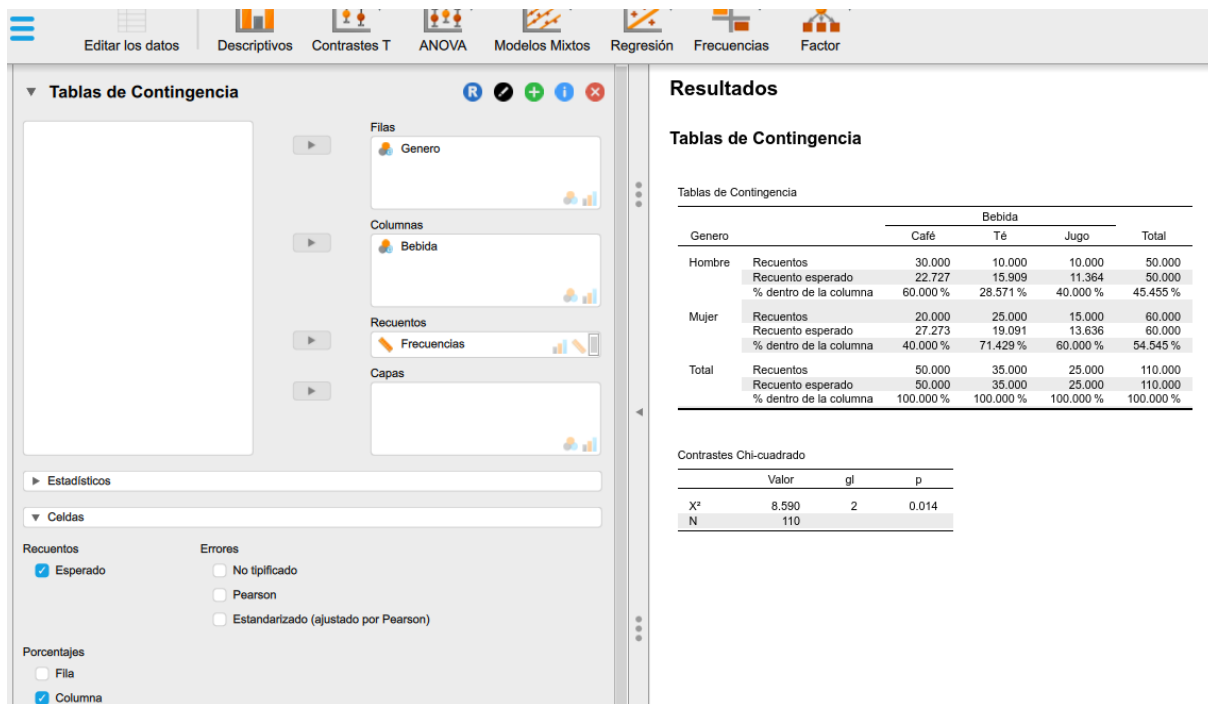 Editar los datos Descriptivos Contrastes T ANOVA Modelos Mixtos Regresión Frecuencias Factor
Tablas de Contingencia
R
Filas
Genero
Columnas
Bebida
Recuentos
Frecuencias
Capas
Estadísticos
Celdas
Recuentos Errores
Esperado No tipificado
Pearson
Estandarizado (ajustado por Pearson)
Porcentajes
Fila
Columna
Resultados
Tablas de Contingencia
Tablas de Contingencia
Bebida
Genero Café Té Jugo Total
Hombre Recuentos 30.000 10.000 10.000 50.000
Recuento esperado 22.727 15.909 11.364 50.000
% dentro de la columna 60.000 % 28.571 % 40.000 % 45.455 %
Mujer Recuentos 20.000 25.000 15.000 60.000
Recuento esperado 27.273 19.091 13.636 60.000
% dentro de la columna 40.000 % 71.429 % 60.000 % 54.545 %
Total Recuentos 50.000 35.000 25.000 110.000
Recuento esperado 50.000 35.000 25.000 110.000
% dentro de la columna 100.000 % 100.000 % 100.000 % 100.000 %
Contrastes Chi-cuadrado
Valor gl p
X² 8.590 2 0.014
N 110